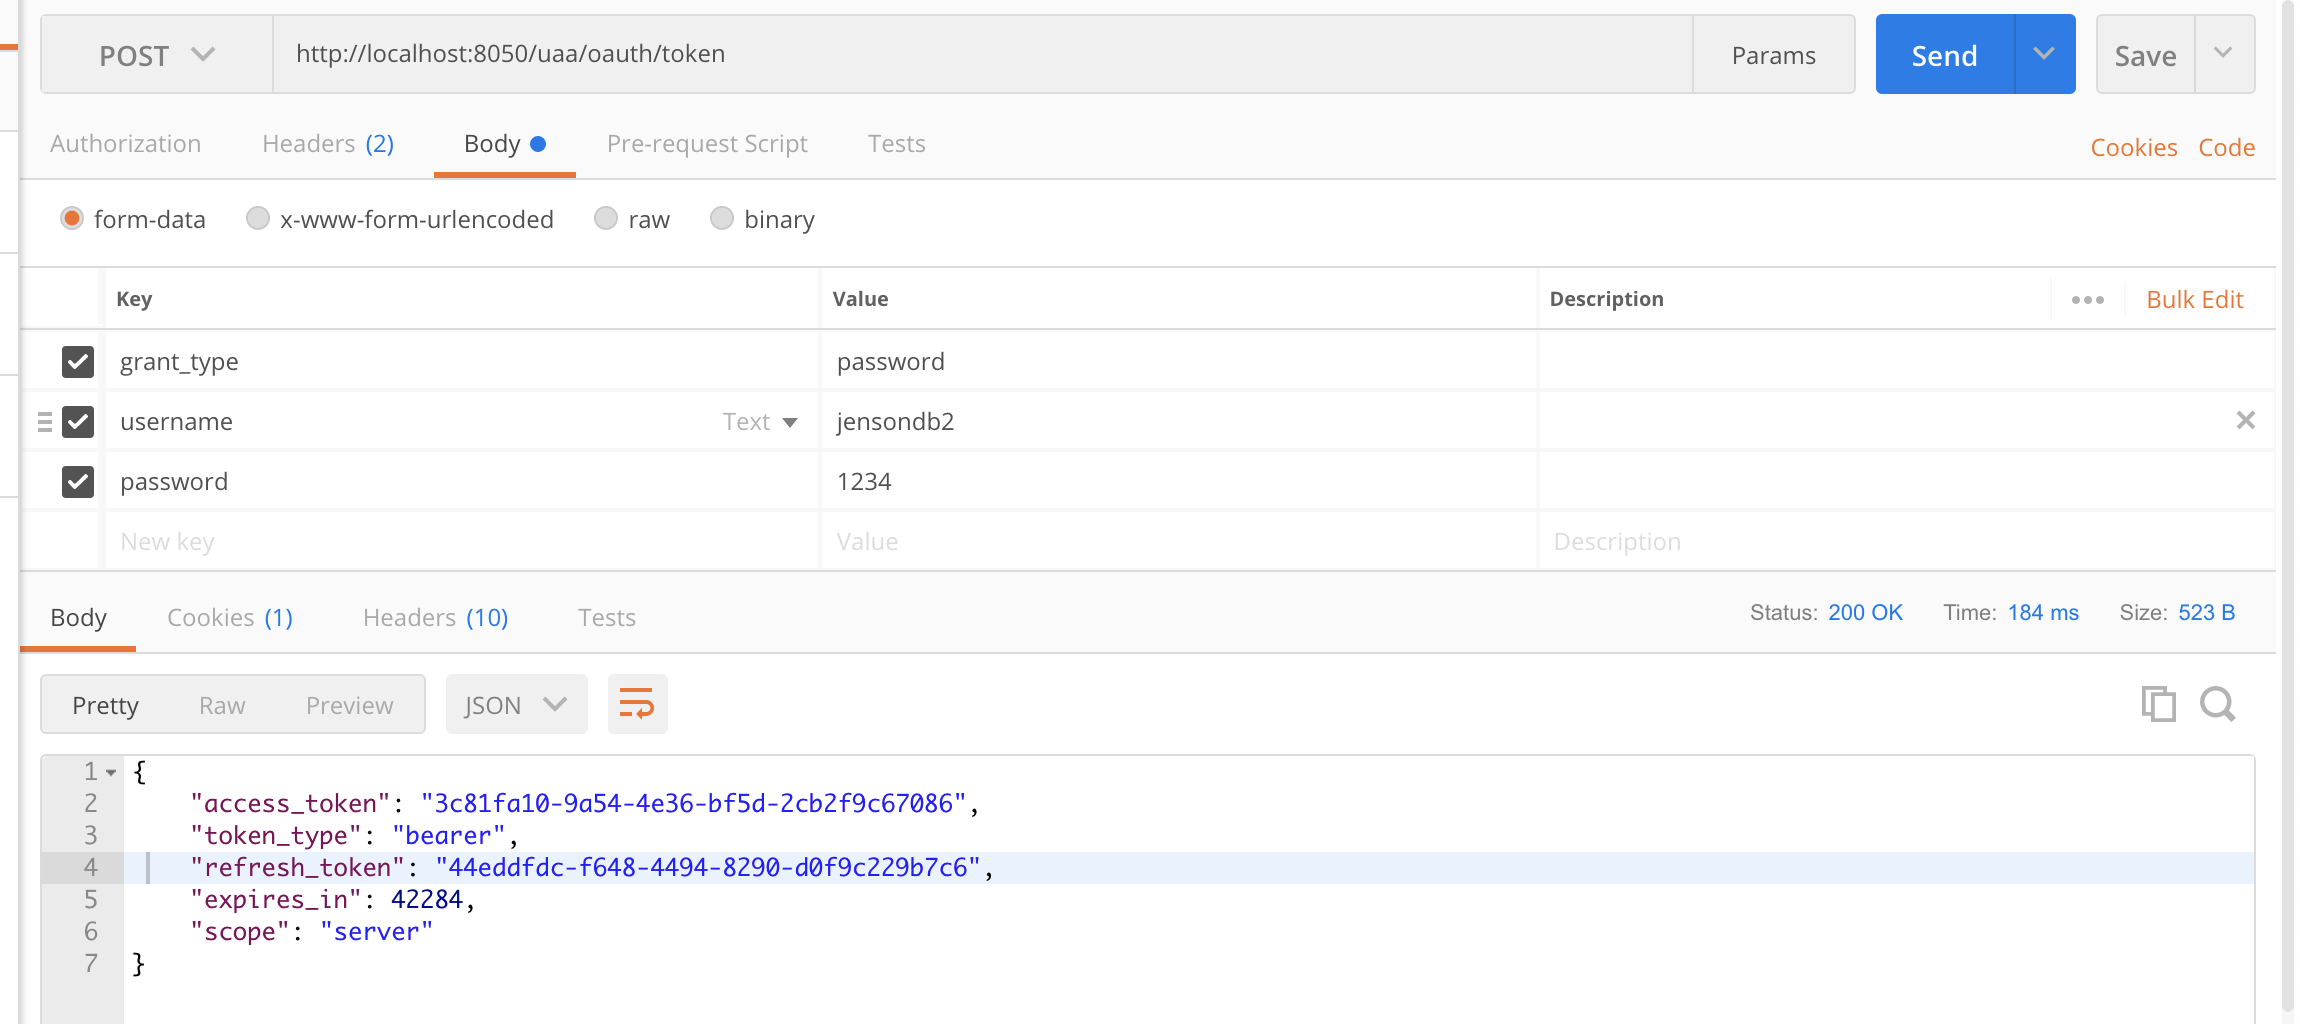 POST http://localhost:8050/uaa/oauth/token Params Send Save
Authorization Headers (2) Body Pre-request Script Tests Cookies Code
form-data x-www-form-urlencoded raw binary
Key Value Description Bulk Edit
grant_type password
username Text jensondb2
password 1234
New key Value Description
Body Cookies (1) Headers (10) Tests Status: 200 OK Time: 184 ms Size: 523 B
Pretty Raw Preview JSON
1 {
2 "access_token": "3c81fa10-9a54-4e36-bf5d-2cb2f9c67086",
3 "token_type": "bearer",
4 "refresh_token": "44eddfdc-f648-4494-8290-d0f9c229b7c6",
5 "expires_in": 42284,
6 "scope": "server"
7 }